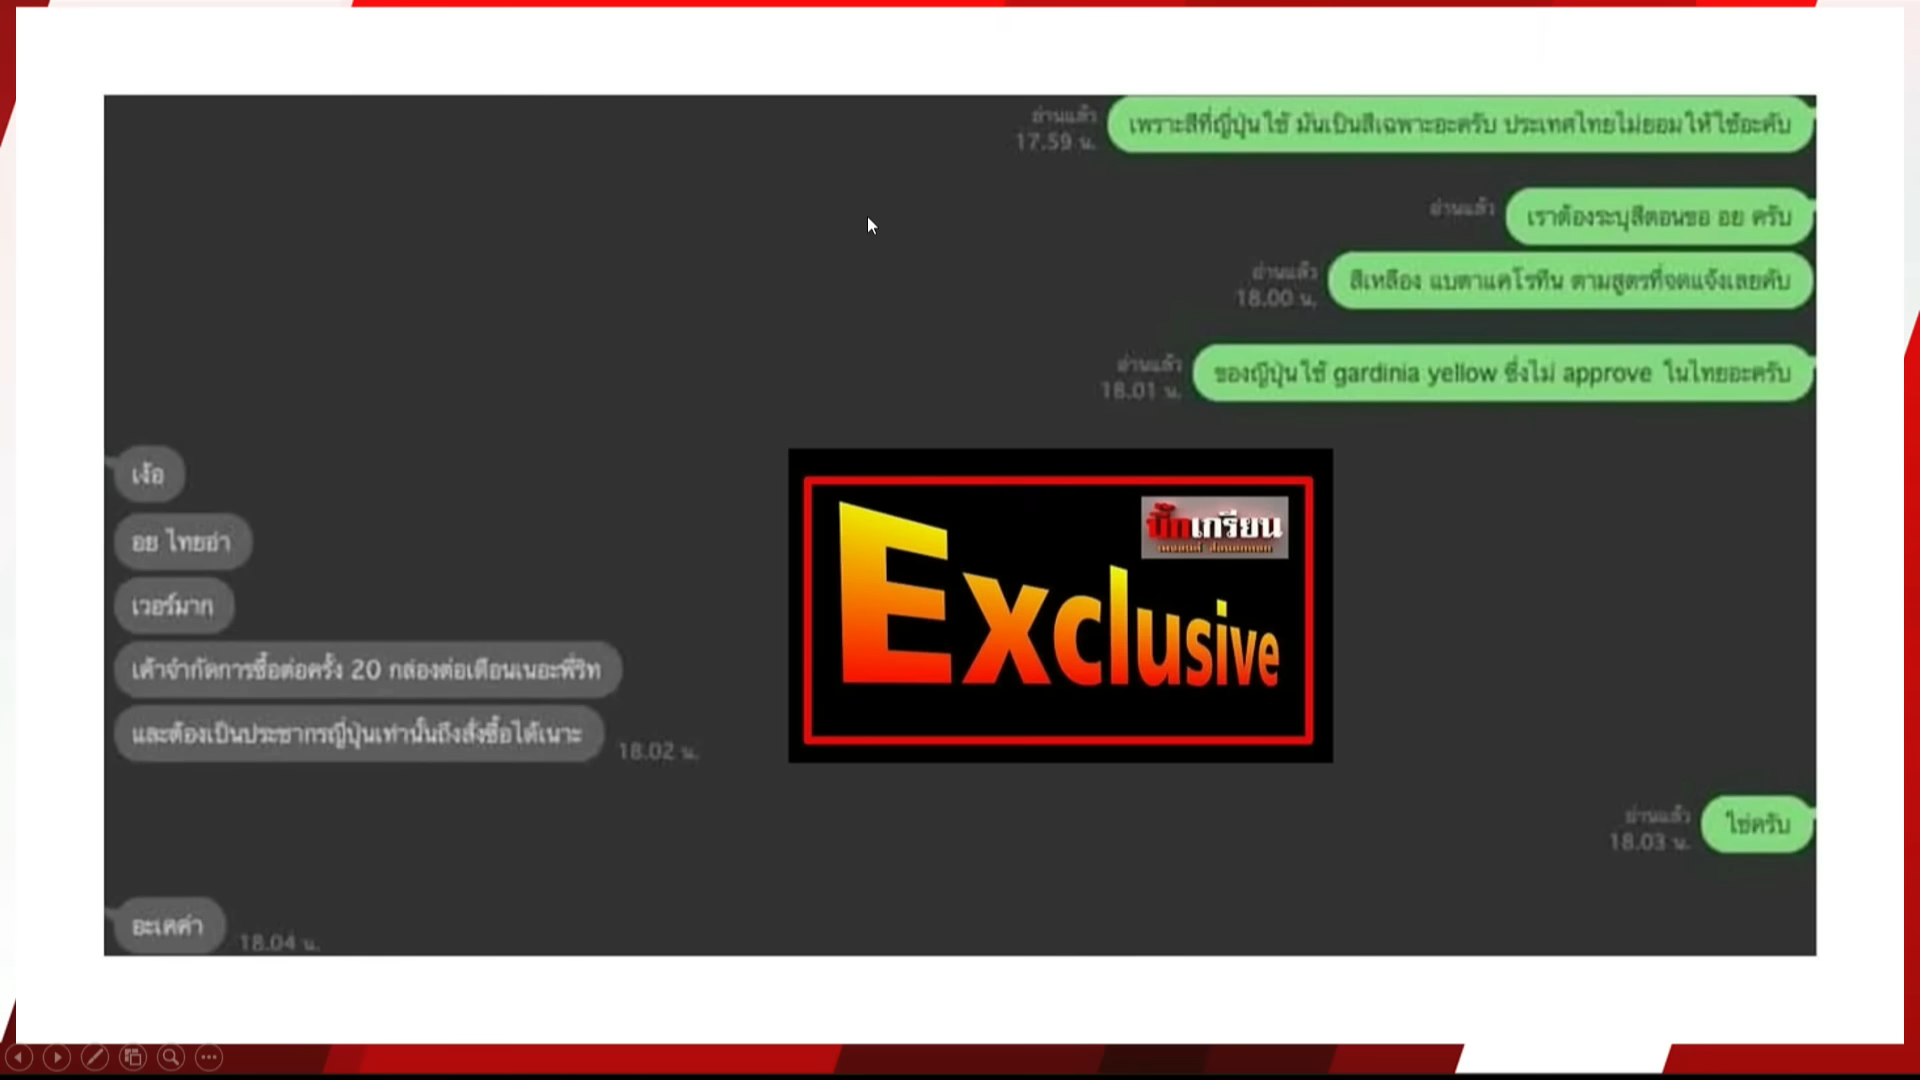 เพราะสีที่ญี่ปุ่นใช้ มันเป็นสีเฉพาะอะครับ ประเทศไทยไม่ยอมให้ใช้อะคับ
อ่านแล้ว
17.59 น.
เราต้องระบุสีตอนขอ อย ครับ
อ่านแล้ว
สีเหลือง แบตาแคโรทีน ตามสูตรที่จดแจ้งเลยคับ
อ่านแล้ว
18.00 น.
ของญี่ปุ่นใช้ gardinia yellow ซึ่งไม่ approve ในไทยอะครับ
อ่านแล้ว
18.01 น.
เง้อ
อย ไทยอ่า
เวอร์มาก
เค้าจำกัดการซื้อต่อครั้ง 20 กล่องต่อเดือนเนอะพี่ริท
และต้องเป็นประชากรญี่ปุ่นเท่านั้นถึงสั่งซื้อได้เนาะ
18.02 น.
Exclusive
นั๊กเกรียน
ใช่ครับ
อ่านแล้ว
18.03 น.
อะเคค่า
18.04 น.